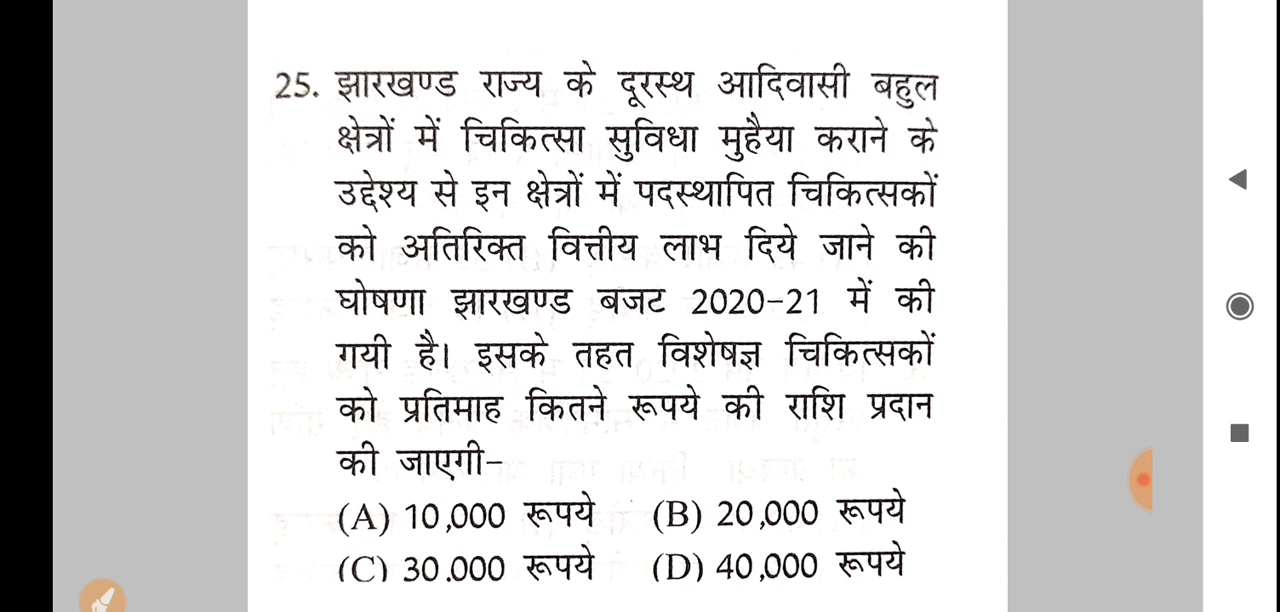 25. झारखण्ड राज्य के दूरस्थ आदिवासी बहुल
क्षेत्रों में चिकित्सा सुविधा मुहैया कराने के
उद्देश्य से इन क्षेत्रों में पदस्थापित चिकित्सकों
को अतिरिक्त वित्तीय लाभ दिये जाने की
घोषणा झारखण्ड बजट 2020-21 में की
गयी है। इसके तहत विशेषज्ञ चिकित्सकों
को प्रतिमाह कितने रूपये की राशि प्रदान
की जाएगी-
(A) 10,000 रूपये (B) 20,000 रूपये
(C) 30,000 रूपये (D) 40,000 रूपये